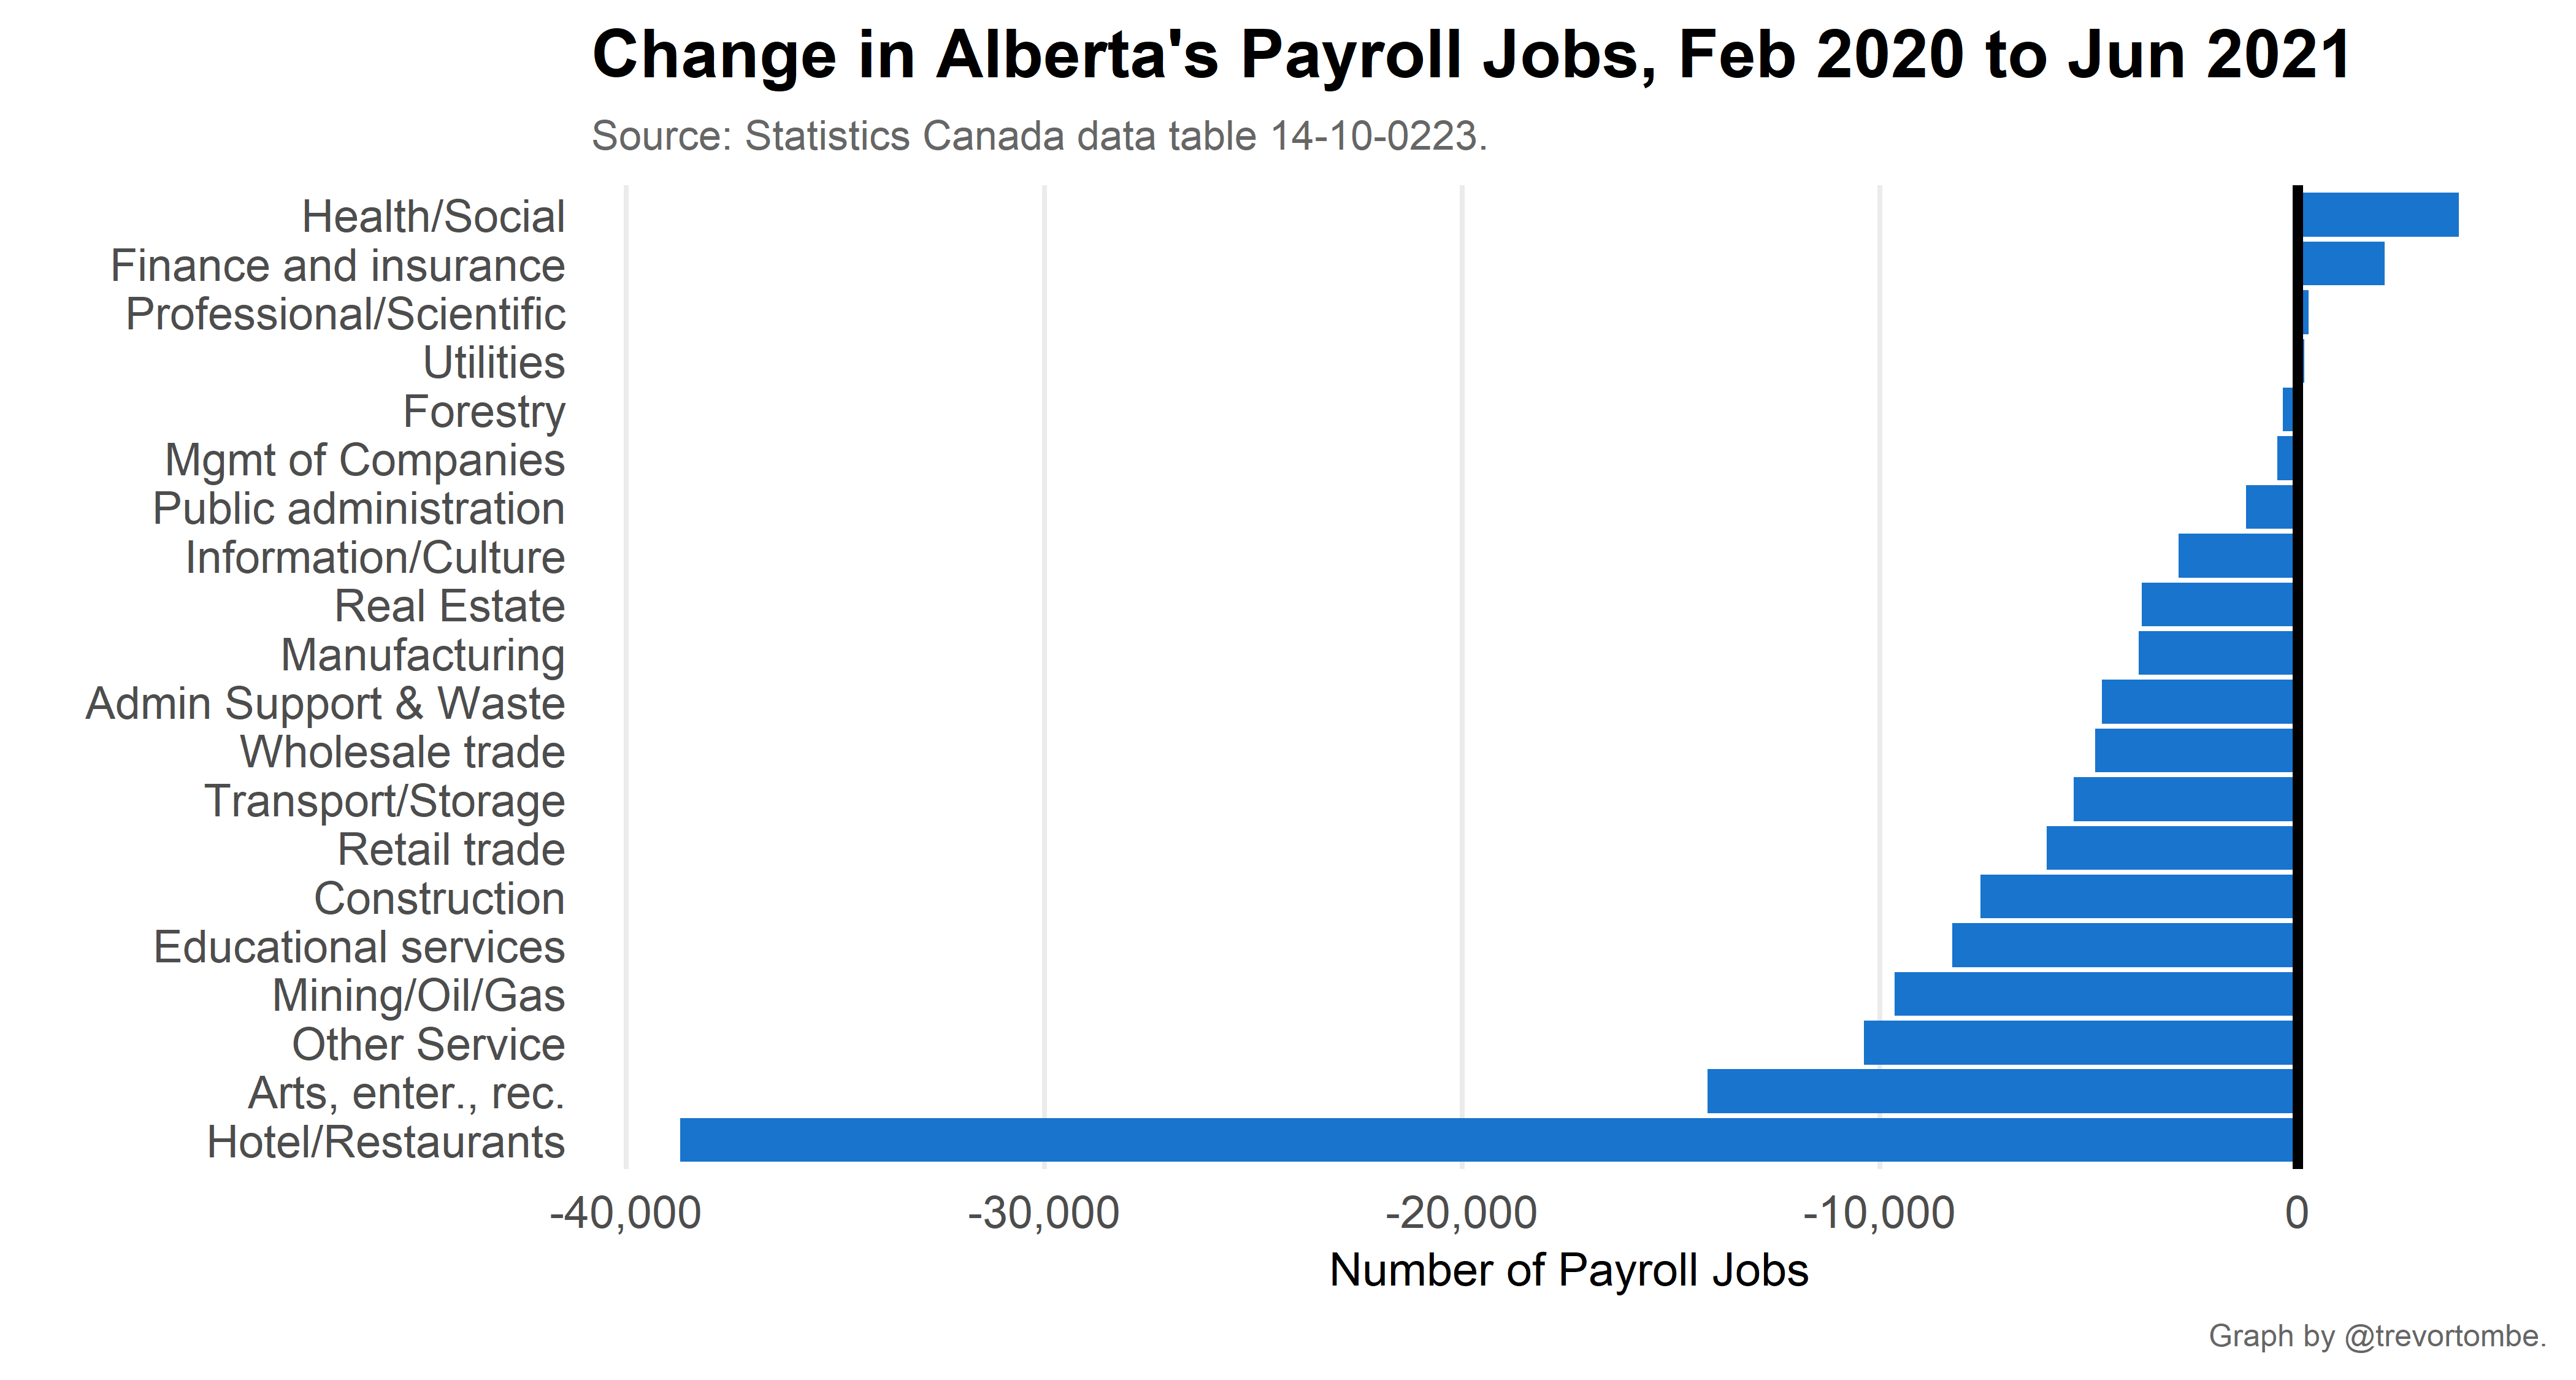 Change in Alberta's Payroll Jobs, Feb 2020 to Jun 2021
Source: Statistics Canada data table 14-10-0223.
Health/Social
Finance and insurance
Professional/Scientific
Utilities
Forestry
Mgmt of Companies
Public administration
Information/Culture
Real Estate
Manufacturing
Admin Support & Waste
Wholesale trade
Transport/Storage
Retail trade
Construction
Educational services
Mining/Oil/Gas
Other Service
Arts, enter., rec.
Hotel/Restaurants
-40,000 -30,000 -20,000 -10,000 0
Number of Payroll Jobs
Graph by @trevortombe.